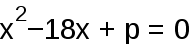 x²−18x + p = 0